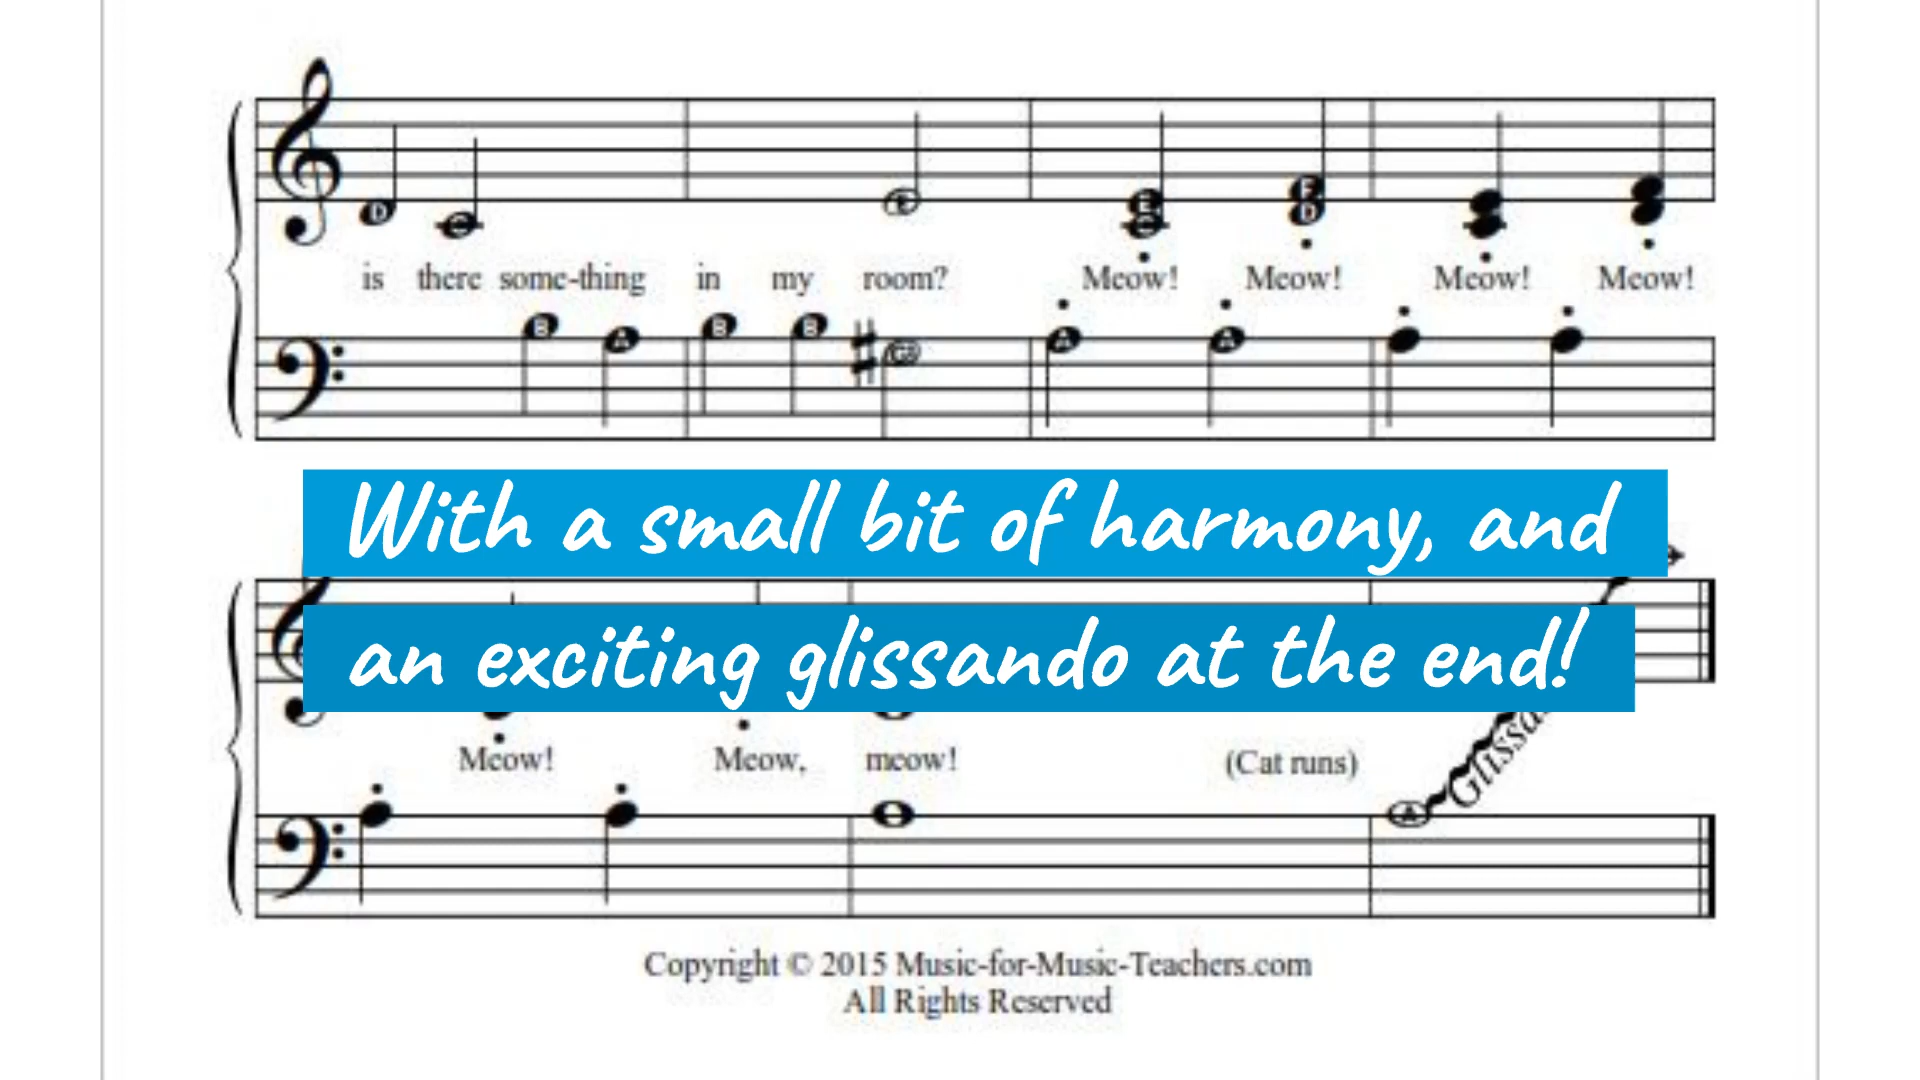 D C
is there some-thing in my room? Meow! Meow! Meow! Meow!
B A B B G# A A
With a small bit of harmony, and
an exciting glissando at the end!
Meow! Meow, meow! (Cat runs)
A
Copyright © 2015 Music-for-Music-Teachers.com
All Rights Reserved